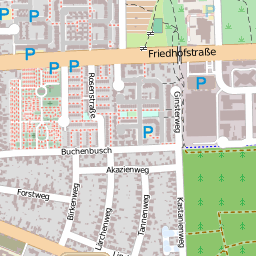 P
P
P
P
Friedhofstraße
P
Rosenstraße
Ginsterweg
P
Buchenbusch
Akazienweg
Forstweg
Birkenweg
Lärchenweg
Tannenweg
Kastanienweg